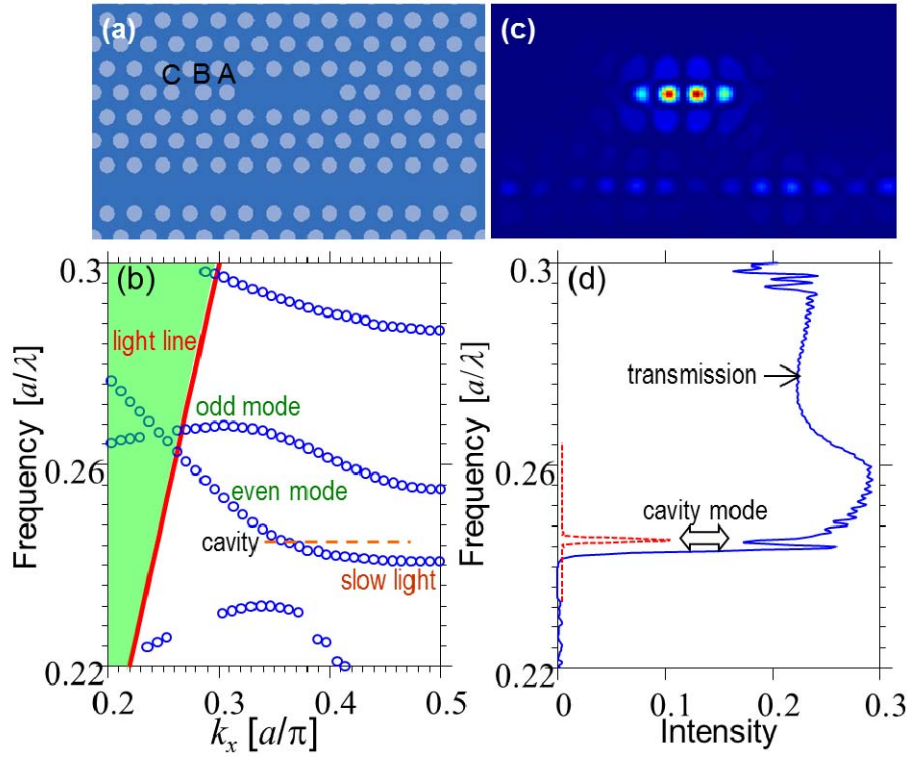 (a)
C B A
(c)
(b)
0.3
light line
odd mode
0.26
even mode
cavity
slow light
0.22
Frequency [a/λ]
0.2 0.3 0.4 0.5
kₓ [a/π]
(d)
0.3
transmission
0.26
cavity mode
0.22
Frequency [a/λ]
0 0.1 0.2 0.3
Intensity